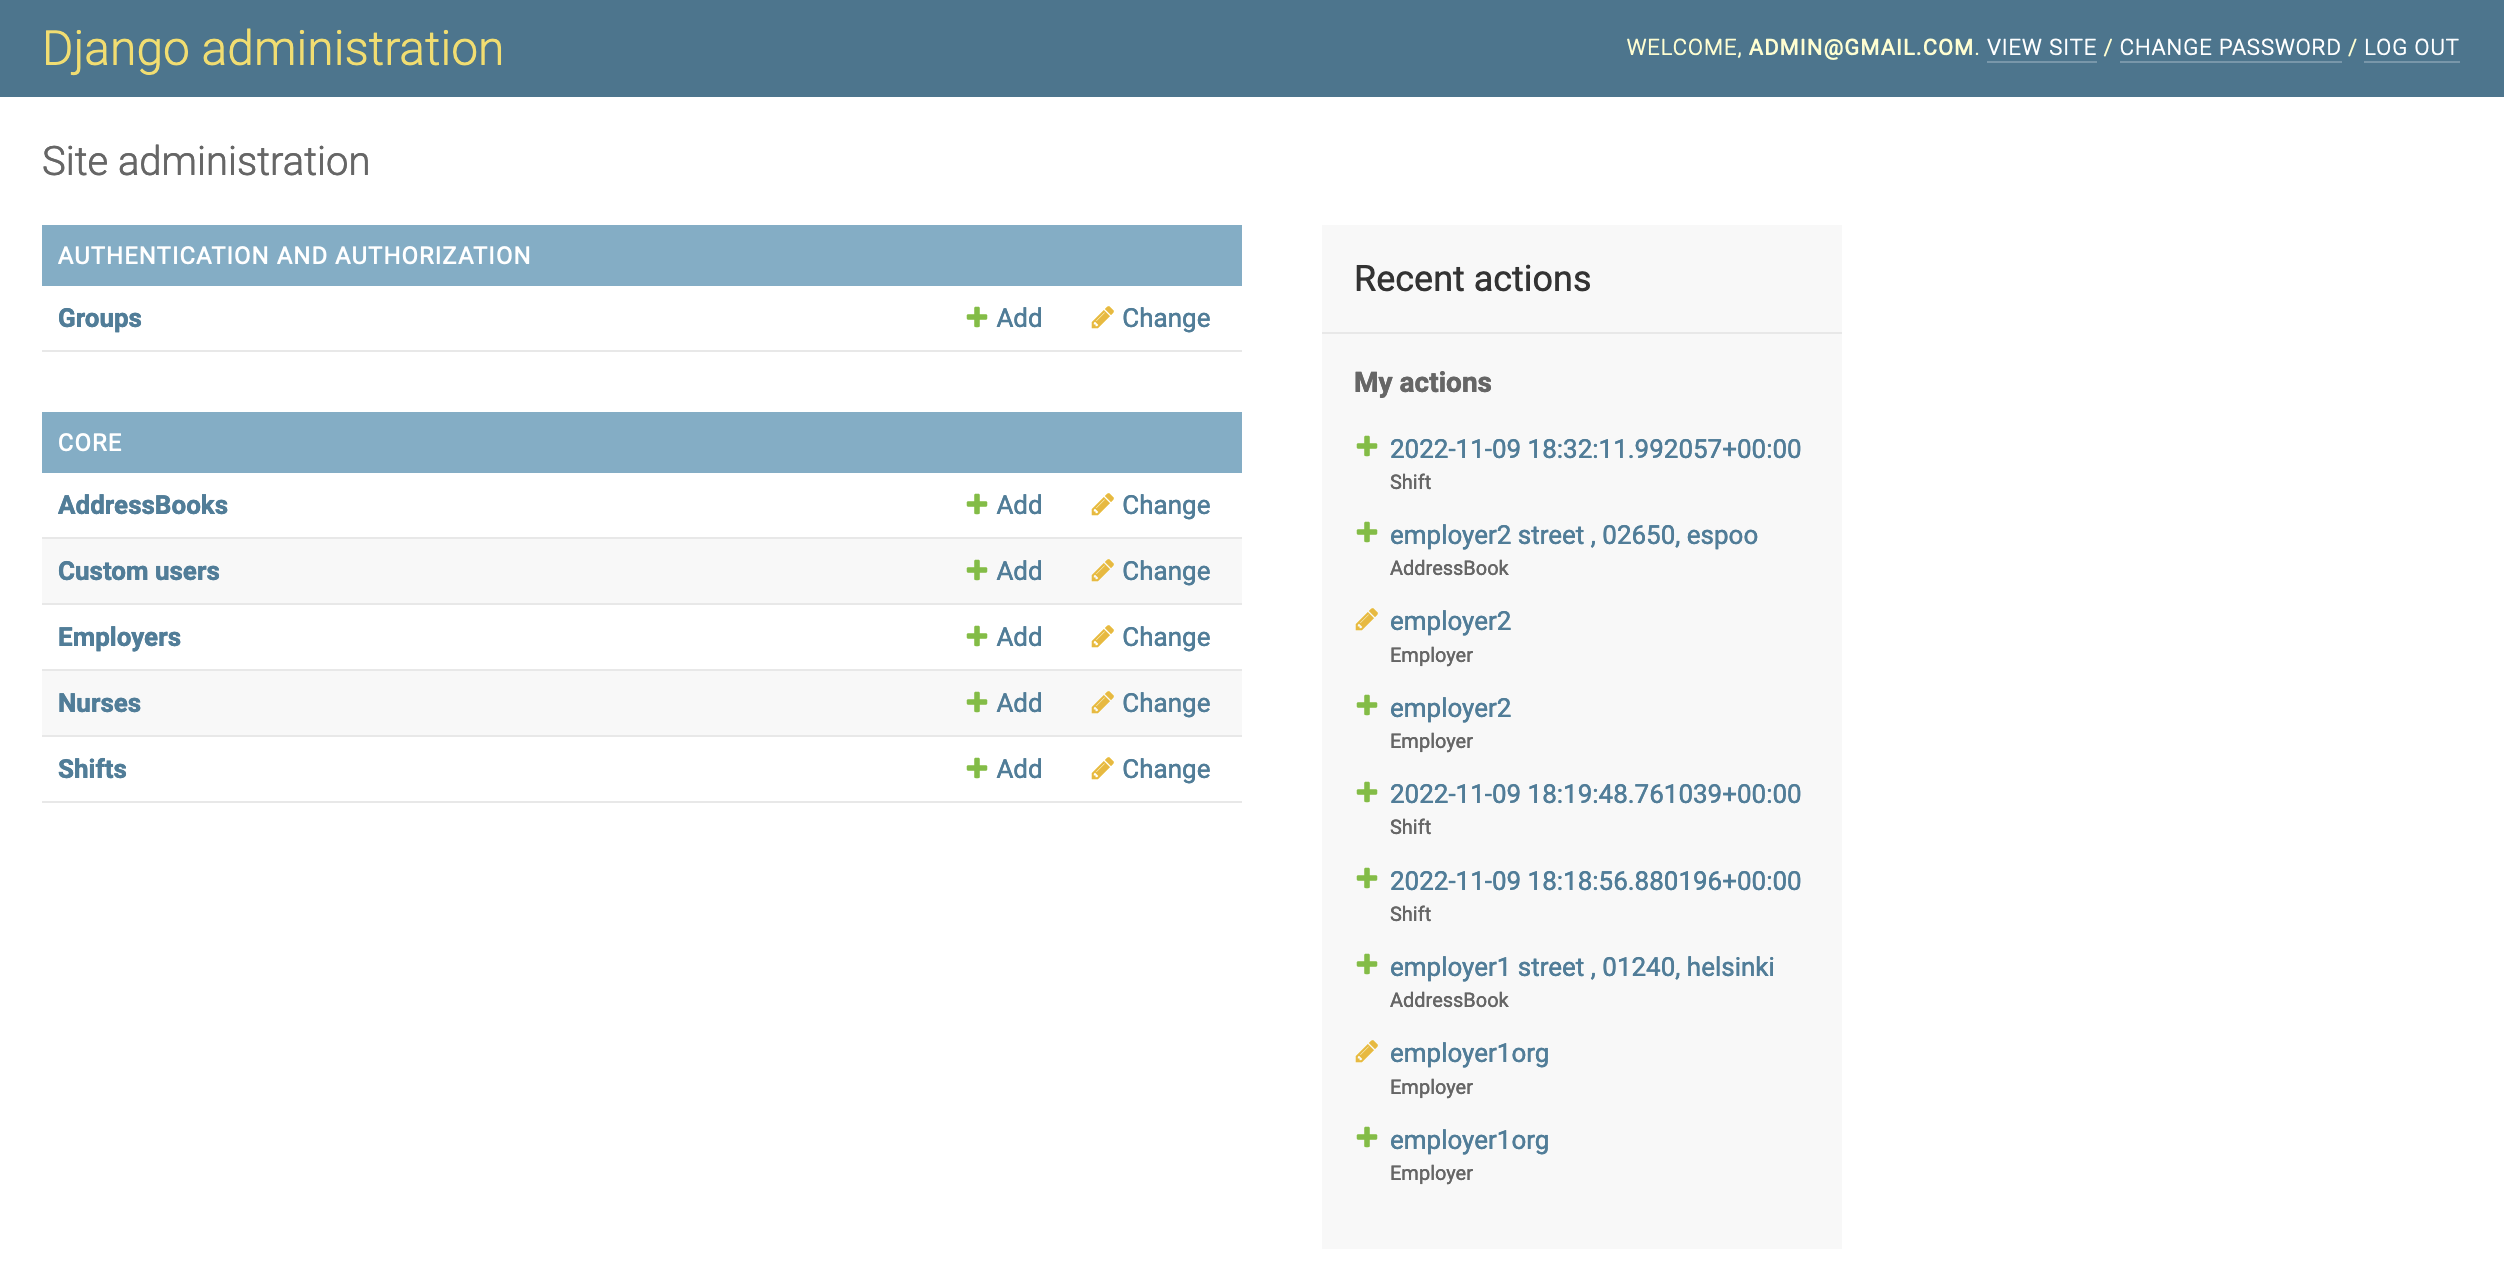 Django administration
WELCOME, ADMIN@GMAIL.COM. VIEW SITE / CHANGE PASSWORD / LOG OUT
Site administration
AUTHENTICATION AND AUTHORIZATION
Groups Add Change
CORE
AddressBooks Add Change
Custom users Add Change
Employers Add Change
Nurses Add Change
Shifts Add Change
Recent actions
My actions
2022-11-09 18:32:11.992057+00:00
Shift
employer2 street , 02650, espoo
AddressBook
employer2
Employer
employer2
Employer
2022-11-09 18:19:48.761039+00:00
Shift
2022-11-09 18:18:56.880196+00:00
Shift
employer1 street , 01240, helsinki
AddressBook
employer1org
Employer
employer1org
Employer